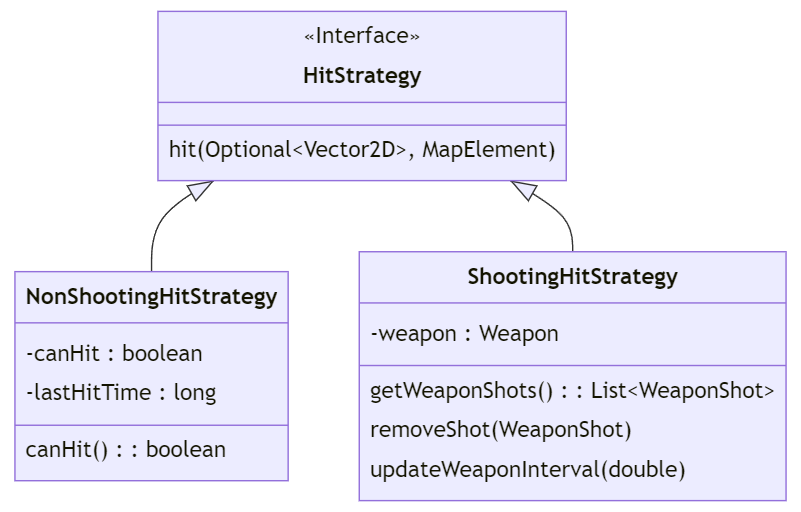 «Interface»
HitStrategy
hit(Optional<Vector2D>, MapElement)
NonShootingHitStrategy
-canHit : boolean
-lastHitTime : long
canHit() : : boolean
ShootingHitStrategy
-weapon : Weapon
getWeaponShots() : : List<WeaponShot>
removeShot(WeaponShot)
updateWeaponInterval(double)